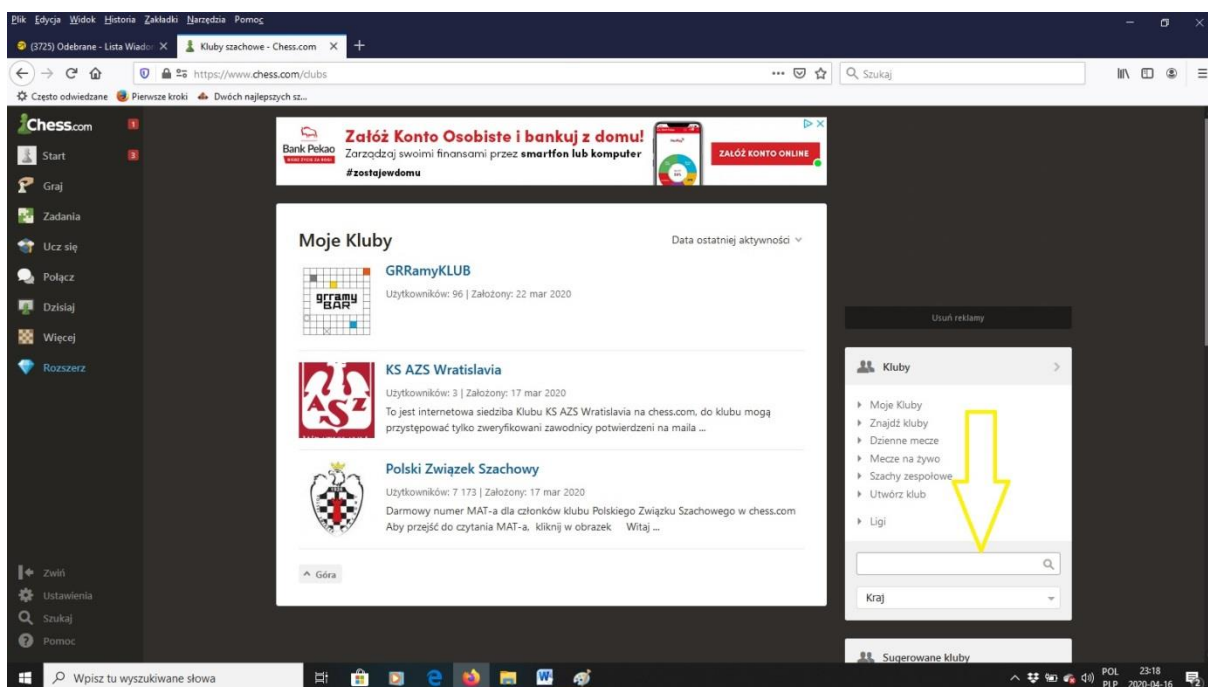 Plik Edycja Widok Historia Zakładki Narzędzia Pomoc
(3725) Odebrane - Lista Wiador
Kluby szachowe - Chess.com
https://www.chess.com/clubs
Szukaj
Często odwiedzane
Pierwsze kroki
Dwóch najlepszych sz...
Chess.com
1
Start
3
Graj
Zadania
Ucz się
Połącz
Dzisiaj
Więcej
Rozszerz
Zwiń
Ustawienia
Szukaj
Pomoc
Bank Pekao
Załóż Konto Osobiste i bankuj z domu!
Zarządzaj swoimi finansami przez smartfon lub komputer
#zostajewdomu
ZAŁÓŻ KONTO ONLINE
Moje Kluby
Data ostatniej aktywności
grramy
BAR
GRRamyKLUB
Użytkowników: 96 | Założony: 22 mar 2020
AZS
KS AZS Wratislavia
Użytkowników: 3 | Założony: 17 mar 2020
To jest internetowa siedziba Klubu KS AZS Wratislavia na chess.com, do klubu mogą
przystępować tylko zweryfikowani zawodnicy potwierdzeni na maila ...
Polski Związek Szachowy
Użytkowników: 7 173 | Założony: 17 mar 2020
Darmowy numer MAT-a dla członków klubu Polskiego Związku Szachowego w chess.com
Aby przejść do czytania MAT-a, kliknij w obrazek Witaj ...
Góra
Usuń reklamy
Kluby
Moje Kluby
Znajdź kluby
Dzienne mecze
Mecze na żywo
Szachy zespołowe
Utwórz klub
Ligi
Kraj
Sugerowane kluby
Wpisz tu wyszukiwane słowa
POL
PLP
23:18
2020-04-16